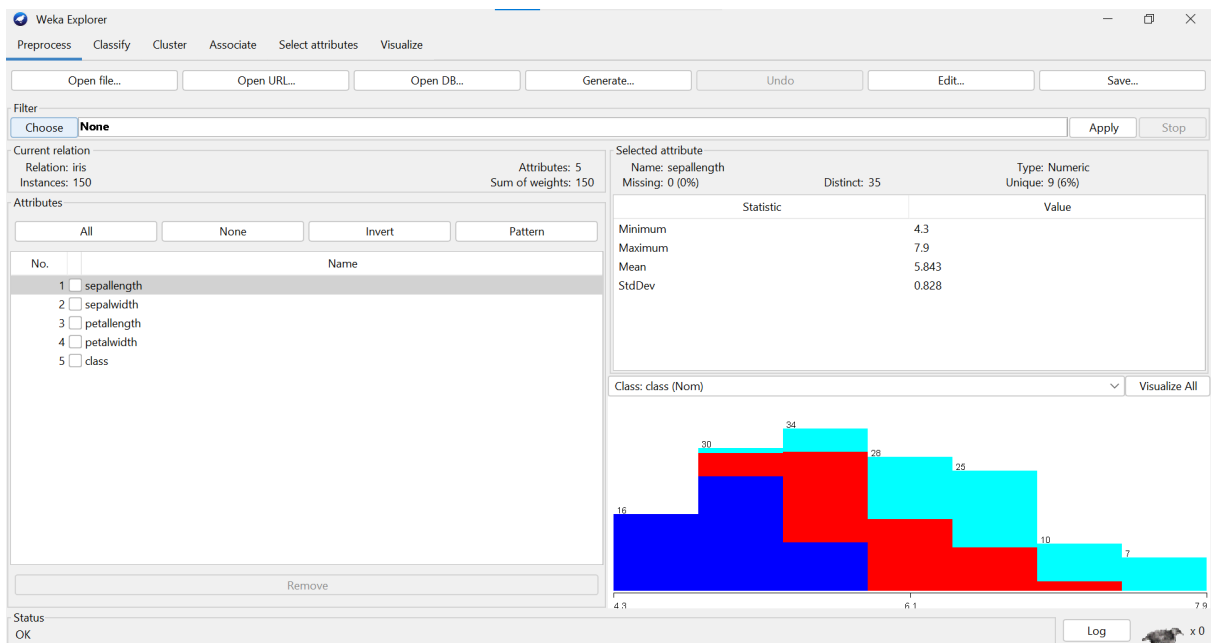 Weka Explorer
Preprocess Classify Cluster Associate Select attributes Visualize
Open file... Open URL... Open DB... Generate... Undo Edit... Save...
Filter
Choose None Apply Stop
Current relation
Relation: iris Attributes: 5
Instances: 150 Sum of weights: 150
Selected attribute
Name: sepallength Type: Numeric
Missing: 0 (0%) Distinct: 35 Unique: 9 (6%)
Attributes
All None Invert Pattern
No. Name
1 sepallength
2 sepalwidth
3 petallength
4 petalwidth
5 class
Remove
Statistic Value
Minimum 4.3
Maximum 7.9
Mean 5.843
StdDev 0.828
Class: class (Nom) Visualize All
16 30 34 28 25 10 7
4.3 6.1 7.9
Status
OK Log x 0